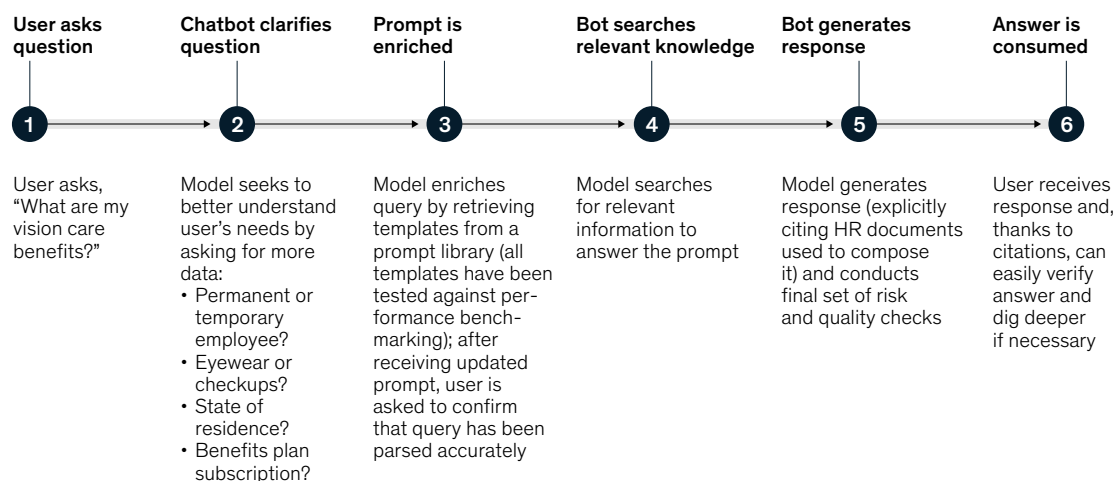 User asks
question
Chatbot clarifies
question
Prompt is
enriched
Bot searches
relevant knowledge
Bot generates
response
Answer is
consumed
1
2
3
4
5
6
User asks,
“What are my
vision care
benefits?”
Model seeks to
better understand
user’s needs by
asking for more
data:
• Permanent or
temporary
employee?
• Eyewear or
checkups?
• State of
residence?
• Benefits plan
subscription?
Model enriches
query by retrieving
templates from a
prompt library (all
templates have been
tested against per-
formance bench-
marking); after
receiving updated
prompt, user is
asked to confirm
that query has been
parsed accurately
Model searches
for relevant
information to
answer the prompt
Model generates
response (explicitly
citing HR documents
used to compose
it) and conducts
final set of risk
and quality checks
User receives
response and,
thanks to
citations, can
easily verify
answer and
dig deeper
if necessary